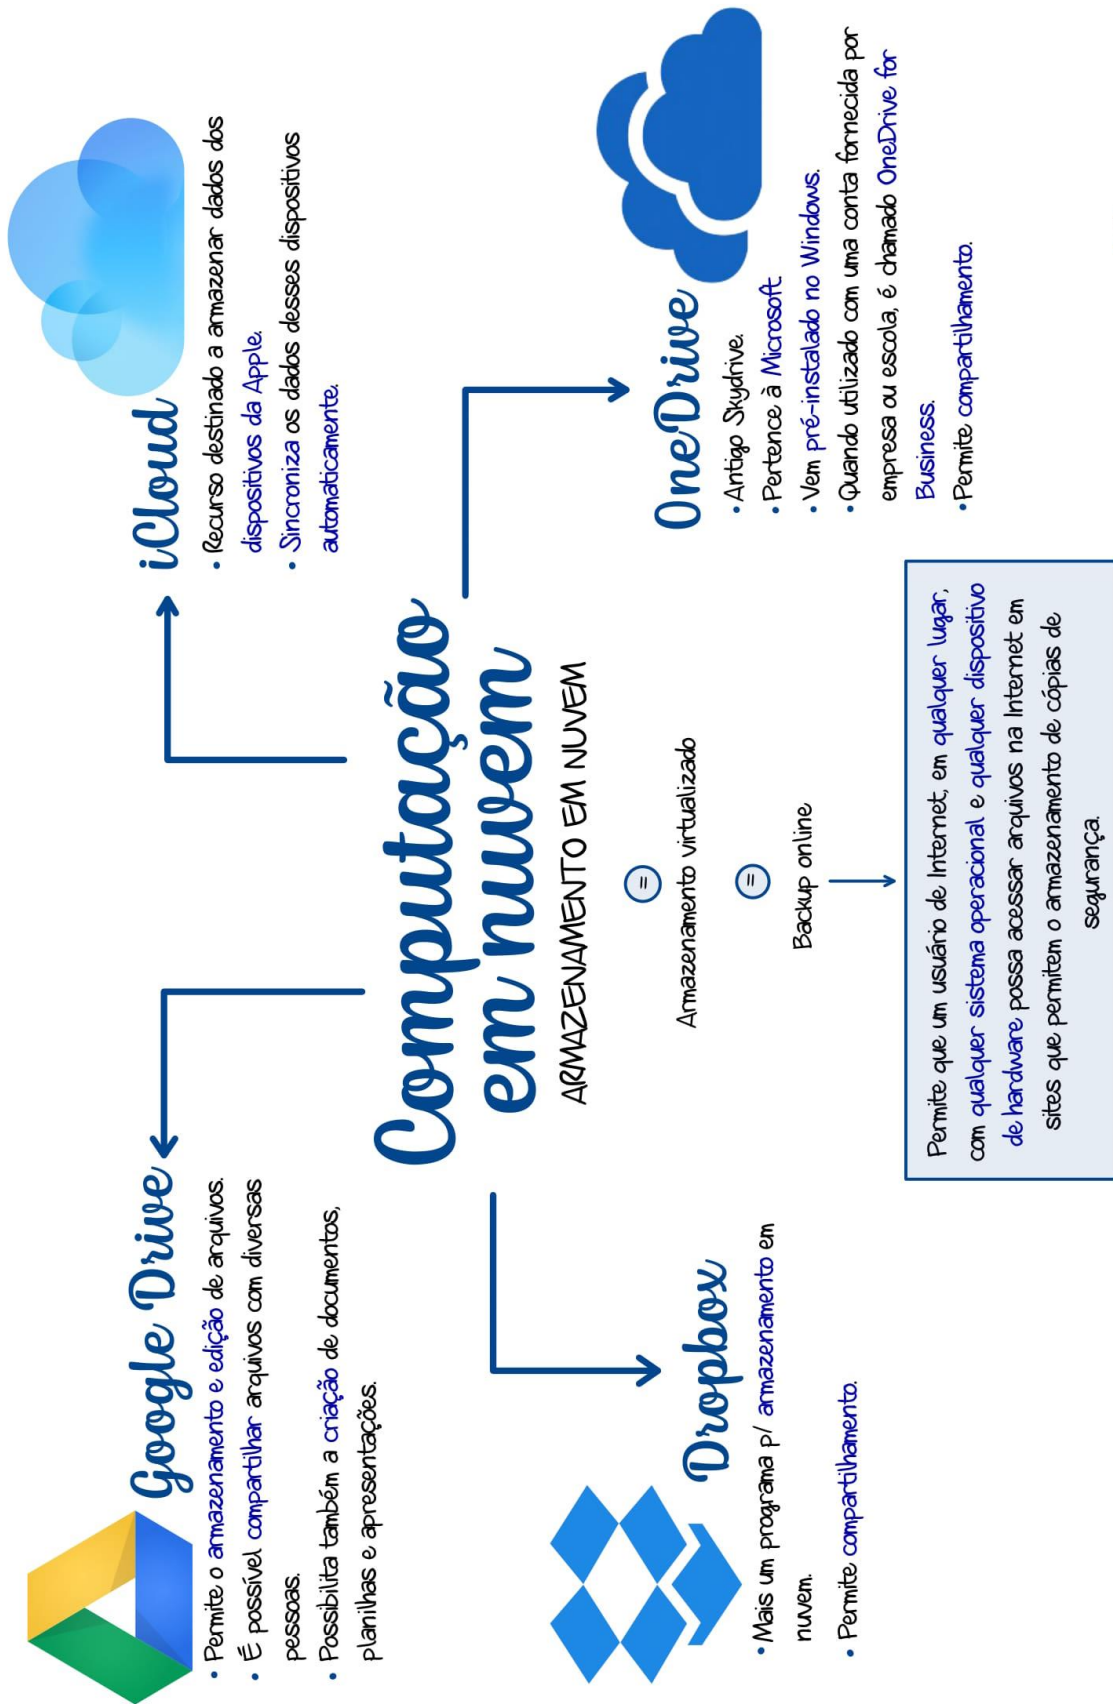 Computação
em nuvem
ARMAZENAMENTO EM NUVEM
=
Armazenamento virtualizado
=
Backup online
Permite que um usuário de Internet, em qualquer lugar,
com qualquer sistema operacional e qualquer dispositivo
de hardware possa acessar arquivos na Internet em
sites que permitem o armazenamento de cópias de
segurança.
Google Drive
• Permite o armazenamento e edição de arquivos.
• É possível compartilhar arquivos com diversas
pessoas.
• Possibilita também a criação de documentos,
planilhas e apresentações.
iCloud
• Recurso destinado a armazenar dados dos
dispositivos da Apple.
• Sincroniza os dados desses dispositivos
automaticamente.
Dropbox
• Mais um programa p/ armazenamento em
nuvem.
• Permite compartilhamento.
OneDrive
• Antigo Skydrive.
• Pertence à Microsoft
• Vem pré-instalado no Windows.
• Quando utilizado com uma conta fornecida por
empresa ou escola, é chamado OneDrive for
Business.
• Permite compartilhamento.